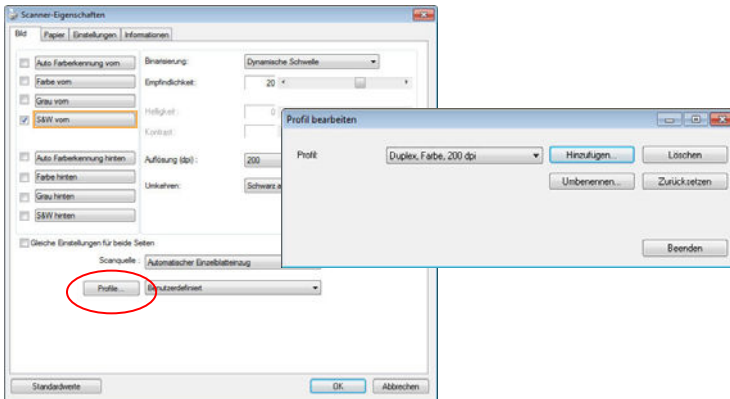 Scanner-Eigenschaften
Bild Papier Einstellungen Informationen
Auto Farberkennung vorn
Farbe vorn
Grau vorn
S&W vorn
Auto Farberkennung hinten
Farbe hinten
Grau hinten
S&W hinten
Binarisierung: Dynamische Schwelle
Empfindlichkeit: 20
Helligkeit: 0
Kontrast:
Auflösung (dpi) : 200
Umkehren: Schwarz a
Gleiche Einstellungen für beide Seiten
Scanquelle : Automatischer Einzelblatteinzug
Profile... Benutzerdefiniert
Standardwerte OK Abbrechen
Profil bearbeiten
Profil: Duplex, Farbe, 200 dpi Hinzufügen... Löschen
Umbenennen... Zurücksetzen
Beenden